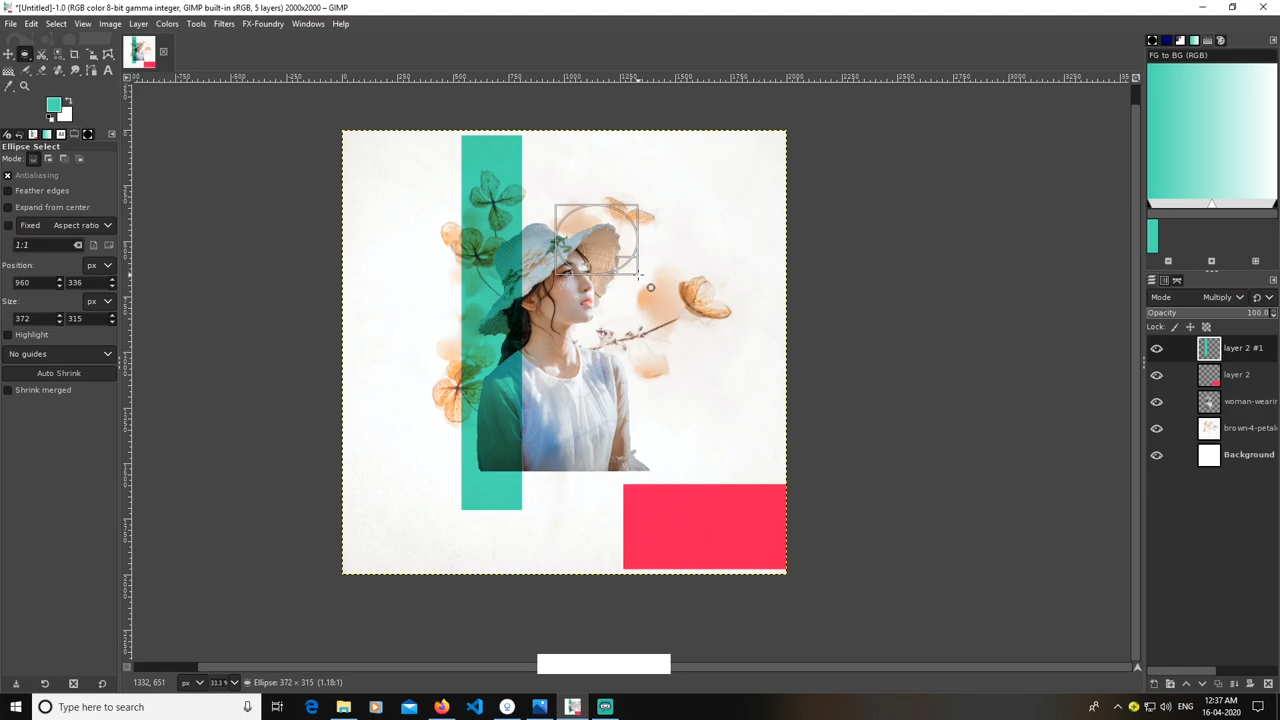 *[Untitled]-1.0 (RGB color 8-bit gamma integer, GIMP built-in sRGB, 5 layers) 2000x2000 – GIMP
File Edit Select View Image Layer Colors Tools Filters FX-Foundry Windows Help
FG to BG (RGB)
Ellipse Select
Mode:
Antialiasing
Feather edges
Expand from center
Fixed Aspect ratio
1:1
Position: px
960 336
Size: px
372 315
Highlight
No guides
Auto Shrink
Shrink merged
Mode Multiply
Opacity 100.0
Lock:
layer 2 #1
layer 2
woman-wearin
brown-4-petal
Background
1332, 651 px 33.3 Ellipse: 372 × 315 (1.18:1)
Type here to search
12:37 AM
16-04-2020